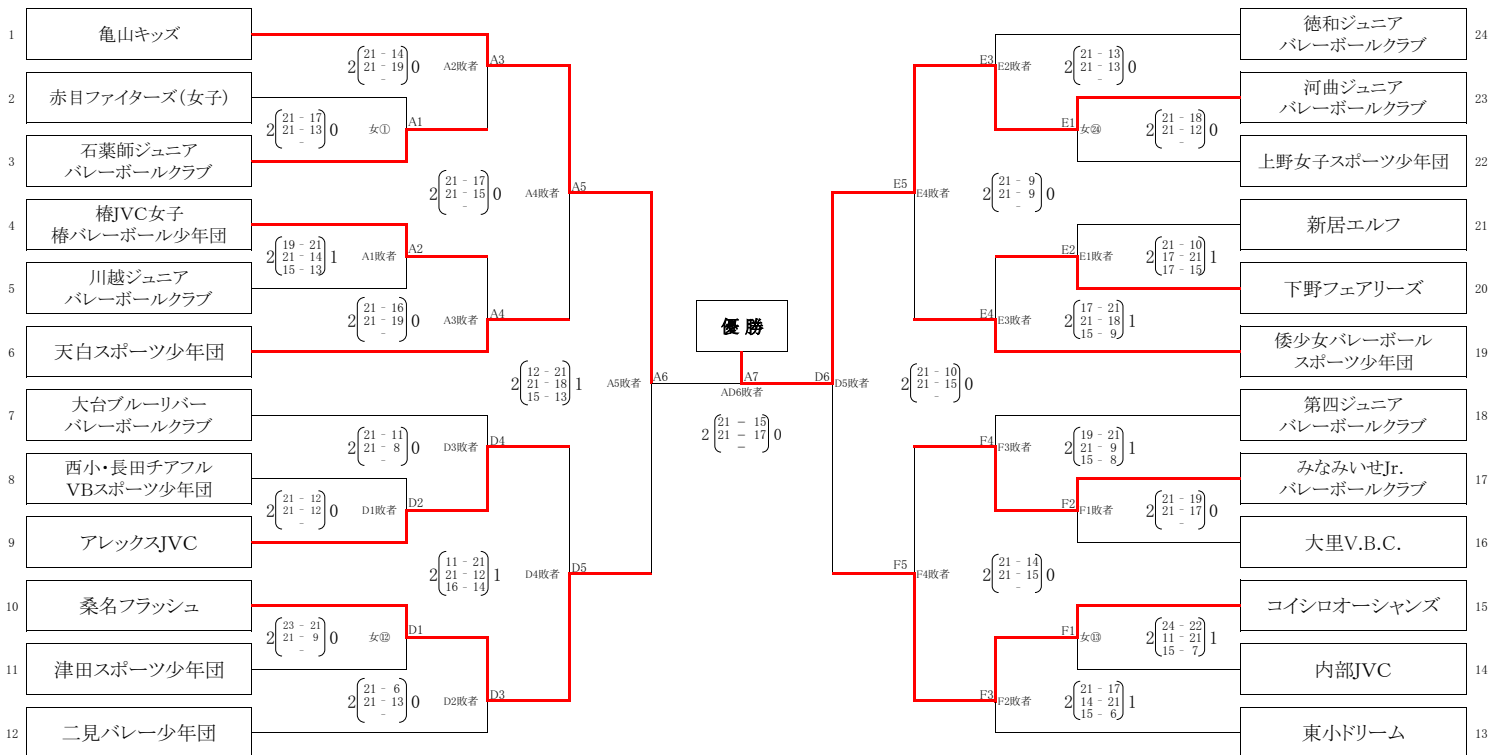 1
亀山キッズ
2
赤目ファイターズ(女子)
3
石薬師ジュニア
バレーボールクラブ
4
椿JVC女子
椿バレーボール少年団
5
川越ジュニア
バレーボールクラブ
6
天白スポーツ少年団
7
大台ブルーリバー
バレーボールクラブ
8
西小・長田チアフル
VBスポーツ少年団
9
アレックスJVC
10
桑名フラッシュ
11
津田スポーツ少年団
12
二見バレー少年団
2 21 - 14 0
21 - 19
-
A2敗者
A3
2 21 - 17 0
21 - 13
-
女①
A1
2 21 - 17 0
21 - 15
-
A4敗者
A5
2 19 - 21 1
21 - 14
15 - 13
A1敗者
A2
2 21 - 16 0
21 - 19
-
A3敗者
A4
2 12 - 21 1
21 - 18
15 - 13
A5敗者
A6
2 21 - 11 0
21 - 8
-
D3敗者
D4
2 21 - 12 0
21 - 12
-
D1敗者
D2
2 11 - 21 1
21 - 12
16 - 14
D4敗者
D5
2 23 - 21 0
21 - 9
-
女⑫
D1
2 21 - 6 0
21 - 13
-
D2敗者
D3
優 勝
A7
AD6敗者
2 21 - 15 0
21 - 17
-
E3
E2敗者
2 21 - 13 0
21 - 13
-
E1
女㉔
2 21 - 18 0
21 - 12
-
E5
E4敗者
2 21 - 9 0
21 - 9
-
E2
E1敗者
2 21 - 10 1
17 - 21
17 - 15
E4
E3敗者
2 17 - 21 1
21 - 18
15 - 9
D6
D5敗者
2 21 - 10 0
21 - 15
-
F4
F3敗者
2 19 - 21 1
21 - 9
15 - 8
F2
F1敗者
2 21 - 19 0
21 - 17
-
F5
F4敗者
2 21 - 14 0
21 - 15
-
F1
女⑬
2 24 - 22 1
11 - 21
15 - 7
F3
F2敗者
2 21 - 17 1
14 - 21
15 - 6
徳和ジュニア
バレーボールクラブ
24
河曲ジュニア
バレーボールクラブ
23
上野女子スポーツ少年団
22
新居エルフ
21
下野フェアリーズ
20
倭少女バレーボール
スポーツ少年団
19
第四ジュニア
バレーボールクラブ
18
みなみいせJr.
バレーボールクラブ
17
大里V.B.C.
16
コイシロオーシャンズ
15
内部JVC
14
東小ドリーム
13